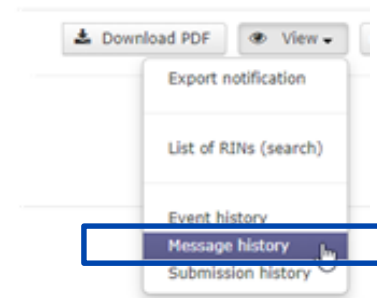 Download PDF View
Export notification
List of RINs (search)
Event history
Message history
Submission history